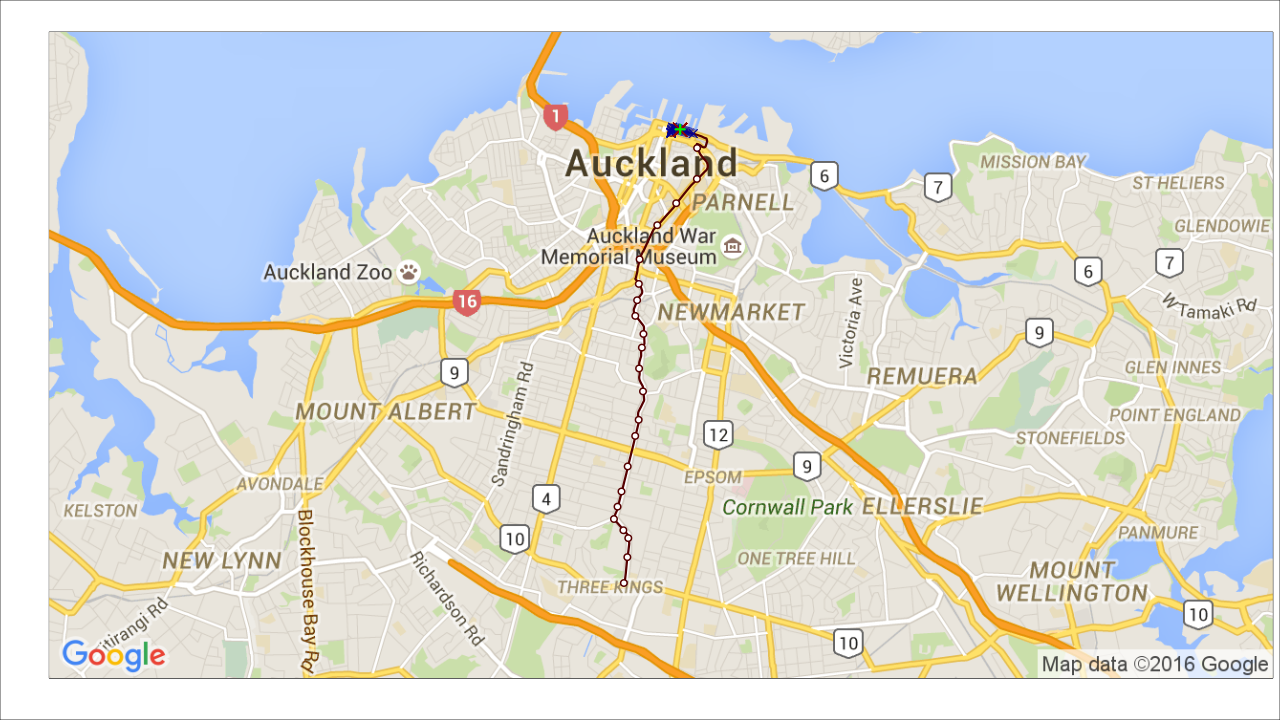 1
Auckland
6
MISSION BAY
7
ST HELIERS
PARNELL
GLENDOWIE
Auckland War
Memorial Museum
Auckland Zoo
6
7
16
NEWMARKET
W Tamaki Rd
Victoria Ave
9
GLEN INNES
9
REMUERA
Sandringham Rd
MOUNT ALBERT
POINT ENGLAND
12
STONEFIELDS
9
EPSOM
AVONDALE
4
KELSTON
Cornwall Park
ELLERSLIE
10
PANMURE
NEW LYNN
Blockhouse Bay Rd
Richardson Rd
THREE KINGS
ONE TREE HILL
MOUNT
WELLINGTON
10
10
Titirangi Rd
Google
Map data ©2016 Google